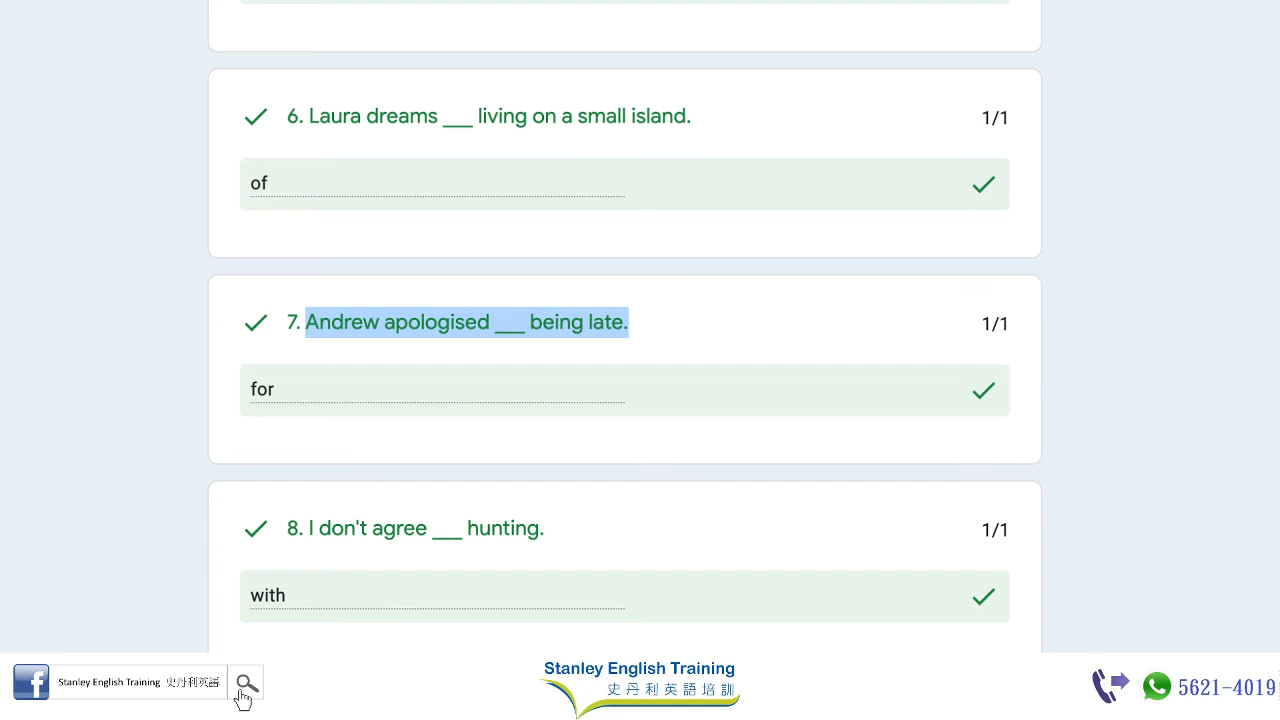 6. Laura dreams ___ living on a small island.
1/1
of
7. Andrew apologised ___ being late.
1/1
for
8. I don't agree ___ hunting.
1/1
with
Stanley English Training 史丹利英語
Stanley English Training
史丹利英語培訓
5621-4019